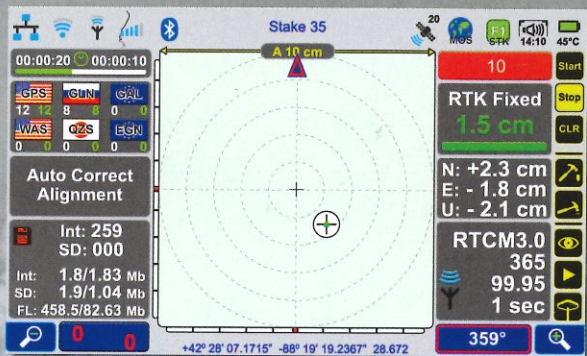 Stake 35
20
MOS
F1
STK
14:10
45°C
00:00:20 00:00:10
A 10 cm
10
Start
GPS GLN GAL
12 12 8 8 0 0
WAS QZS EGN
0 0 0 0 0 0
RTK Fixed
1.5 cm
Stop
CLR
Auto Correct
Alignment
N: +2.3 cm
E: - 1.8 cm
U: - 2.1 cm
Int: 259
SD: 000
Int: 1.8/1.83 Mb
SD: 1.9/1.04 Mb
FL: 458.5/82.63 Mb
RTCM3.0
365
99.95
1 sec
0 0
+42° 28' 07.1715" -88° 19' 19.2367" 28.672
359°